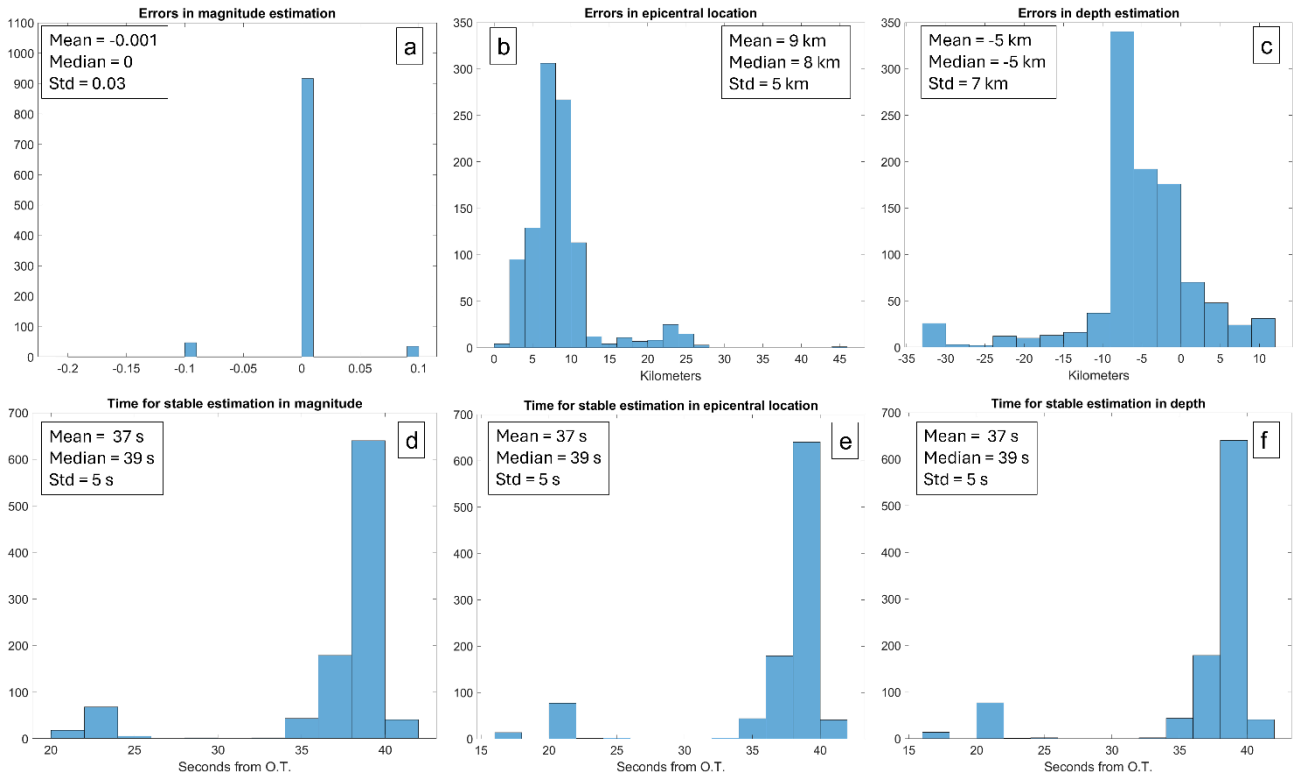 Errors in magnitude estimation
Mean = -0.001
Median = 0
Std = 0.03
a
1100
1000
900
800
700
600
500
400
300
200
100
0
-0.2 -0.15 -0.1 -0.05 0 0.05 0.1
Errors in epicentral location
b
Mean = 9 km
Median = 8 km
Std = 5 km
350
300
250
200
150
100
50
0
0 5 10 15 20 25 30 35 40 45
Kilometers
Errors in depth estimation
Mean = -5 km
Median = -5 km
Std = 7 km
c
350
300
250
200
150
100
50
0
-35 -30 -25 -20 -15 -10 -5 0 5 10
Kilometers
Time for stable estimation in magnitude
Mean = 37 s
Median = 39 s
Std = 5 s
d
700
600
500
400
300
200
100
0
20 25 30 35 40
Seconds from O.T.
Time for stable estimation in epicentral location
Mean = 37 s
Median = 39 s
Std = 5 s
e
700
600
500
400
300
200
100
0
15 20 25 30 35 40
Seconds from O.T.
Time for stable estimation in depth
Mean = 37 s
Median = 39 s
Std = 5 s
f
700
600
500
400
300
200
100
0
15 20 25 30 35 40
Seconds from O.T.